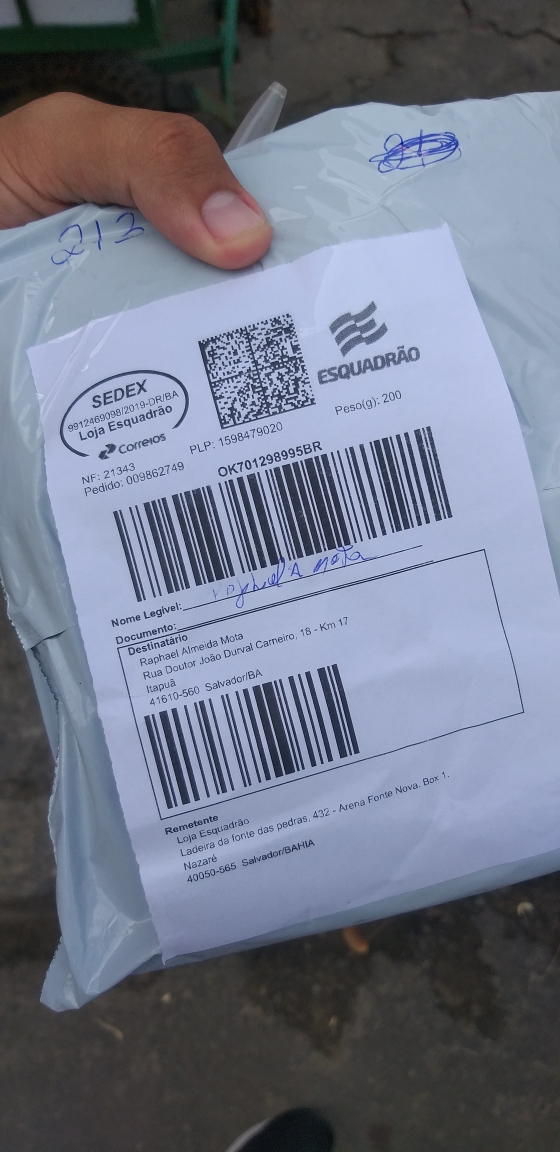 213
SEDEX
9912469098/2019-DR/BA
Loja Esquadrão
Correios
ESQUADRÃO
NF: 21343
PLP: 1598479020
Peso(g): 200
Pedido: 009862749
OK701298995BR
Nome Legível: Raphael A Mota
Documento:
Destinatário
Raphael Almeida Mota
Rua Doutor João Durval Carneiro, 18 - Km 17
Itapuã
41610-560 Salvador/BA
Remetente
Loja Esquadrão
Ladeira da fonte das pedras, 432 - Arena Fonte Nova. Box 1.
Nazaré
40050-565 Salvador/BAHIA